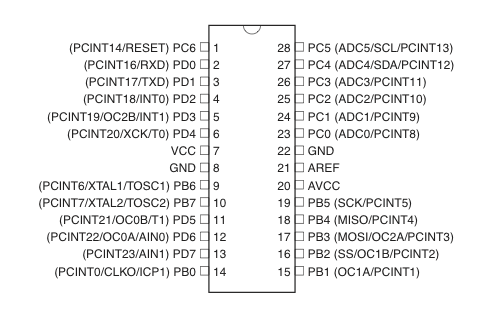 (PCINT14/RESET) PC6 1 28 PC5 (ADC5/SCL/PCINT13)
(PCINT16/RXD) PD0 2 27 PC4 (ADC4/SDA/PCINT12)
(PCINT17/TXD) PD1 3 26 PC3 (ADC3/PCINT11)
(PCINT18/INT0) PD2 4 25 PC2 (ADC2/PCINT10)
(PCINT19/OC2B/INT1) PD3 5 24 PC1 (ADC1/PCINT9)
(PCINT20/XCK/T0) PD4 6 23 PC0 (ADC0/PCINT8)
VCC 7 22 GND
GND 8 21 AREF
(PCINT6/XTAL1/TOSC1) PB6 9 20 AVCC
(PCINT7/XTAL2/TOSC2) PB7 10 19 PB5 (SCK/PCINT5)
(PCINT21/OC0B/T1) PD5 11 18 PB4 (MISO/PCINT4)
(PCINT22/OC0A/AIN0) PD6 12 17 PB3 (MOSI/OC2A/PCINT3)
(PCINT23/AIN1) PD7 13 16 PB2 (SS/OC1B/PCINT2)
(PCINT0/CLKO/ICP1) PB0 14 15 PB1 (OC1A/PCINT1)